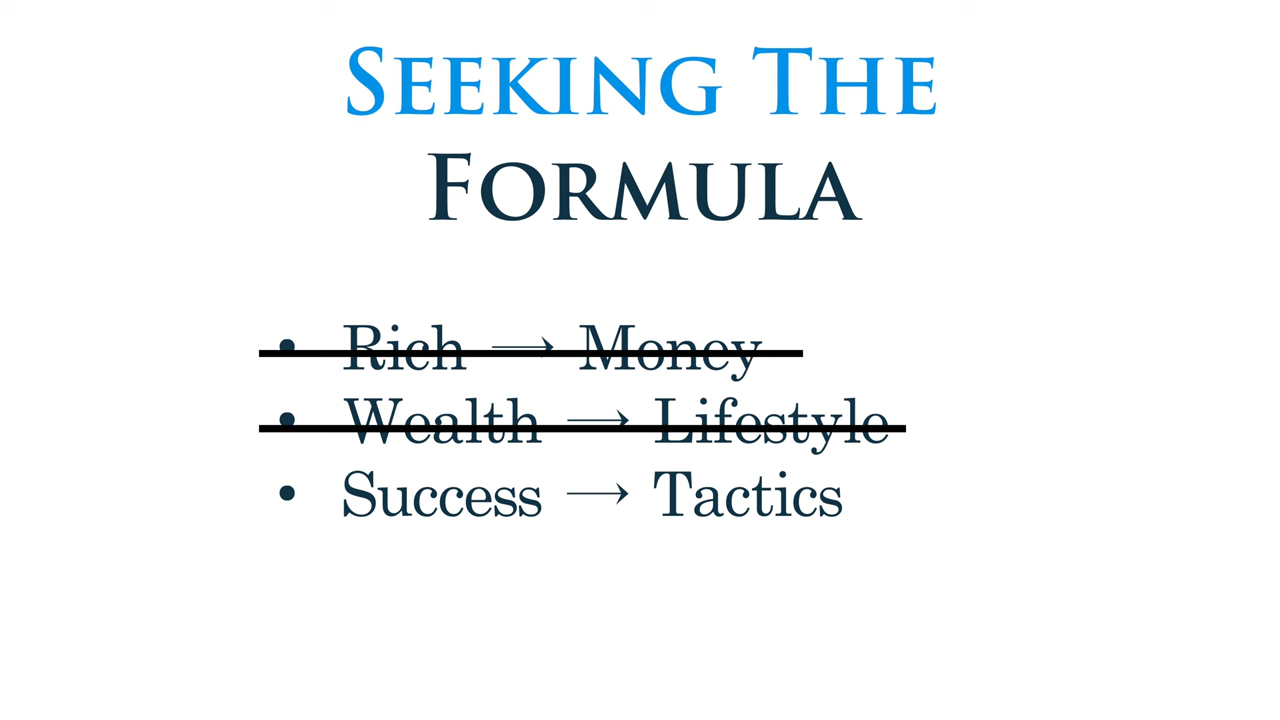 Seeking The
Formula
• Rich → Money
• Wealth → Lifestyle
• Success → Tactics